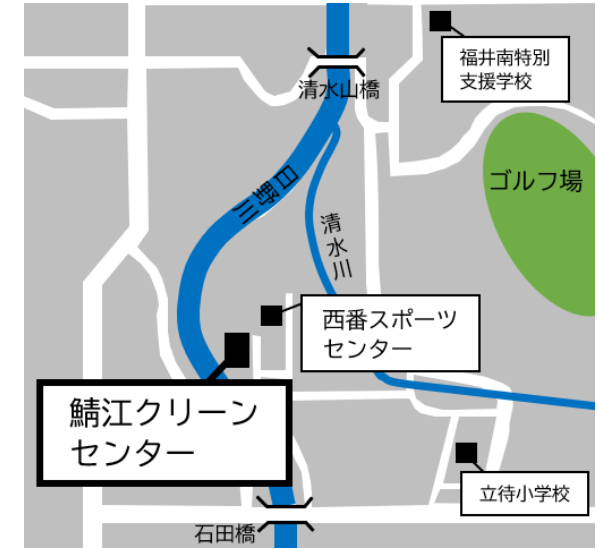 福井南特別
支援学校
清水山橋
日野川
ゴルフ場
清水川
西番スポーツ
センター
鯖江クリーン
センター
立待小学校
石田橋